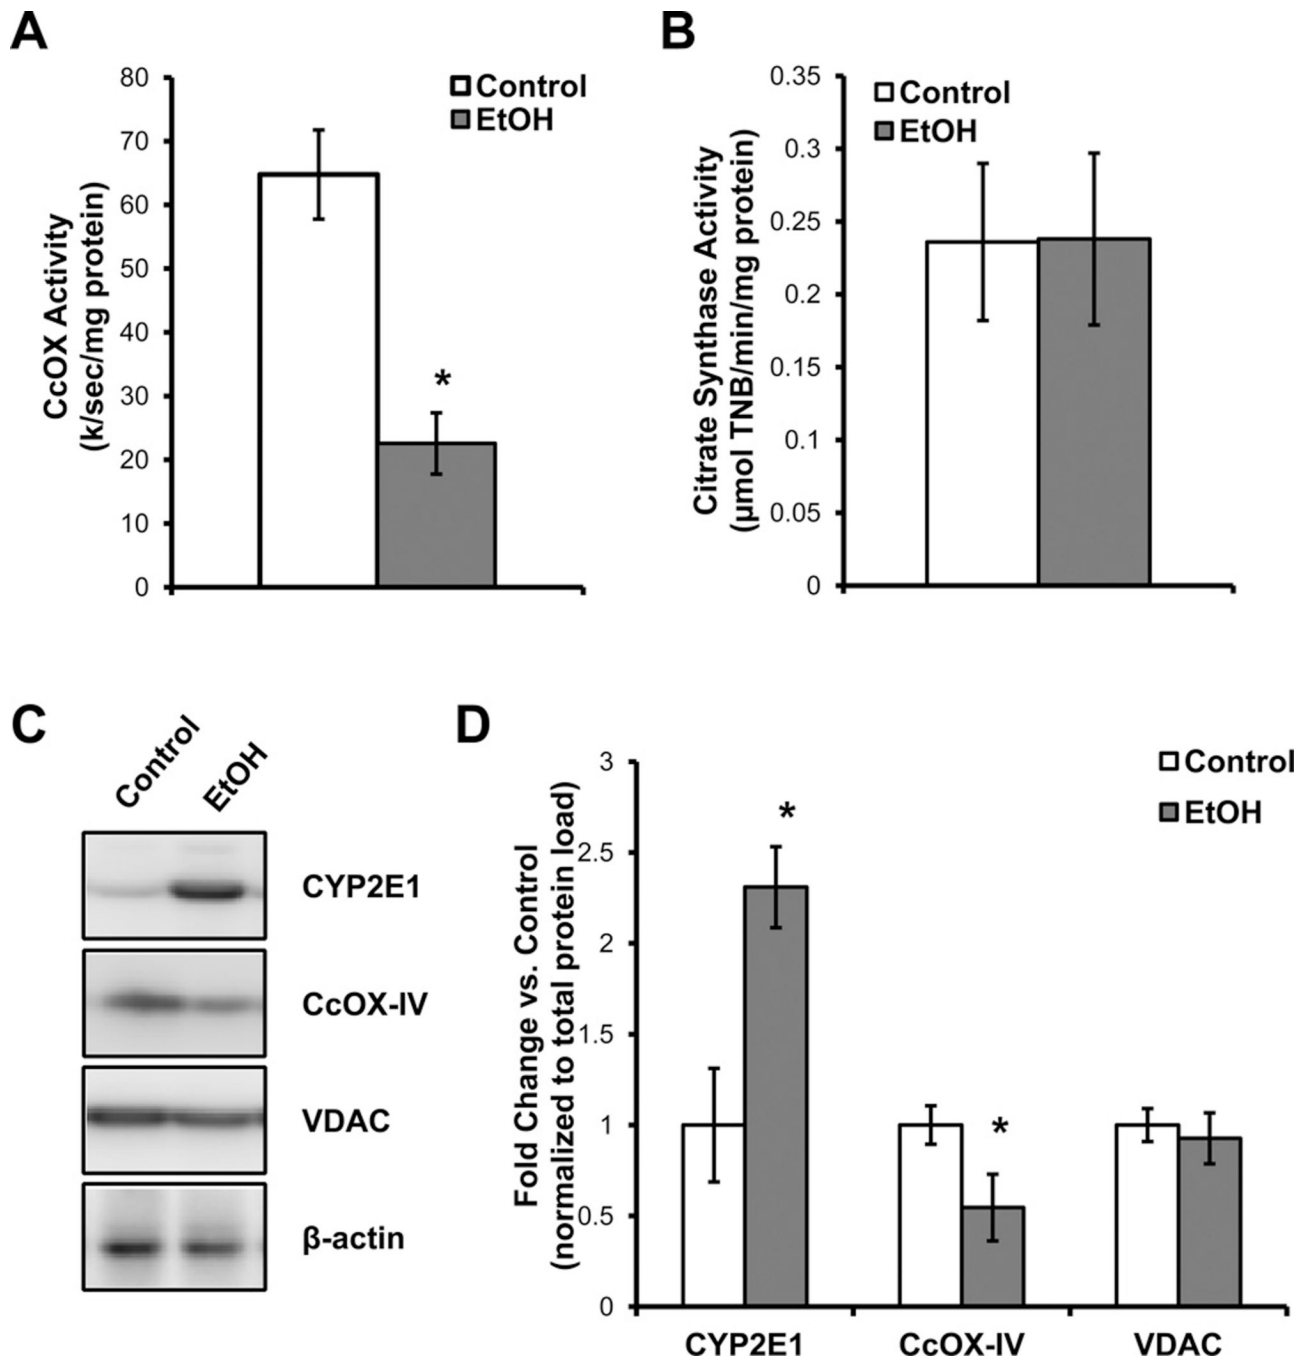 A
CcOX Activity
(k/sec/mg protein)
80
70
60
50
40
30
20
10
0
Control
EtOH
*
B
Citrate Synthase Activity
(µmol TNB/min/mg protein)
0.35
0.3
0.25
0.2
0.15
0.1
0.05
0
Control
EtOH
C
Control
EtOH
CYP2E1
CcOX-IV
VDAC
β-actin
D
Fold Change vs. Control
(normalized to total protein load)
3
2.5
2
1.5
1
0.5
0
Control
EtOH
*
*
CYP2E1
CcOX-IV
VDAC